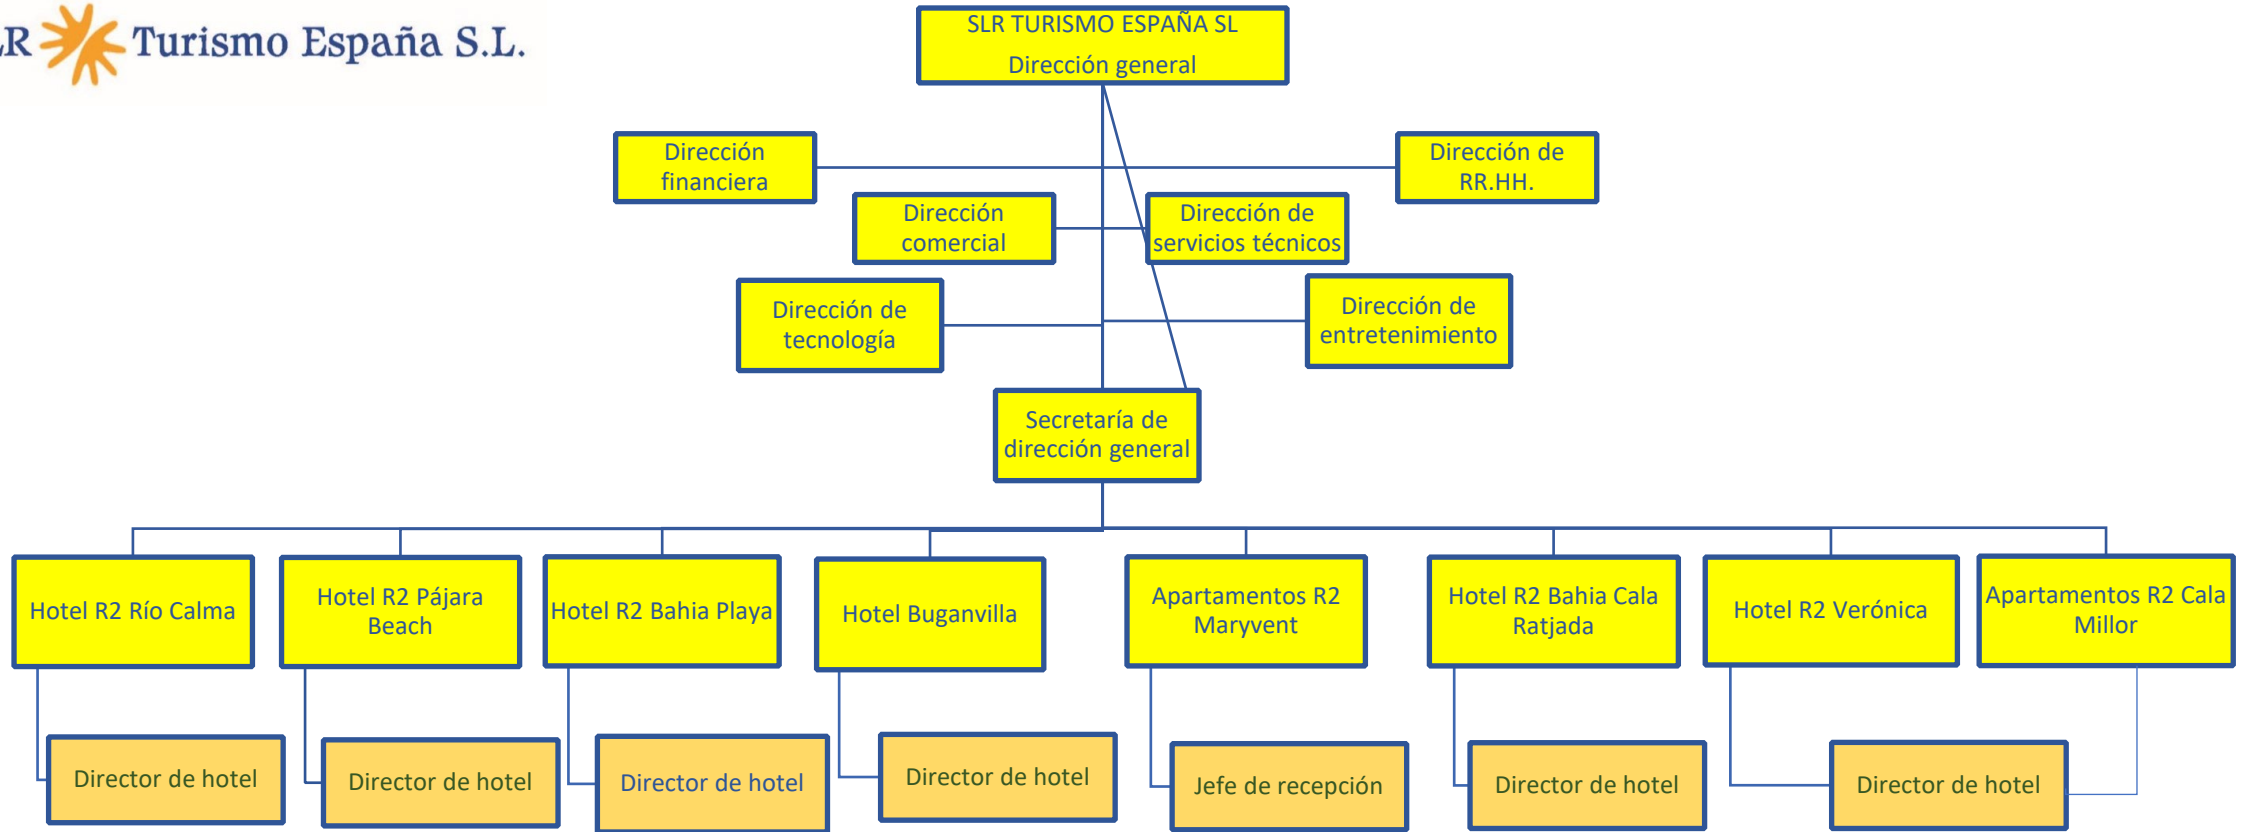 LR Turismo España S.L.
SLR TURISMO ESPAÑA SL
Dirección general
Dirección
financiera
Dirección de
RR.HH.
Dirección
comercial
Dirección de
servicios técnicos
Dirección de
tecnología
Dirección de
entretenimiento
Secretaría de
dirección general
Hotel R2 Río Calma
Hotel R2 Pájara
Beach
Hotel R2 Bahia Playa
Hotel Buganvilla
Apartamentos R2
Maryvent
Hotel R2 Bahia Cala
Ratjada
Hotel R2 Verónica
Apartamentos R2 Cala
Millor
Director de hotel
Director de hotel
Director de hotel
Director de hotel
Jefe de recepción
Director de hotel
Director de hotel